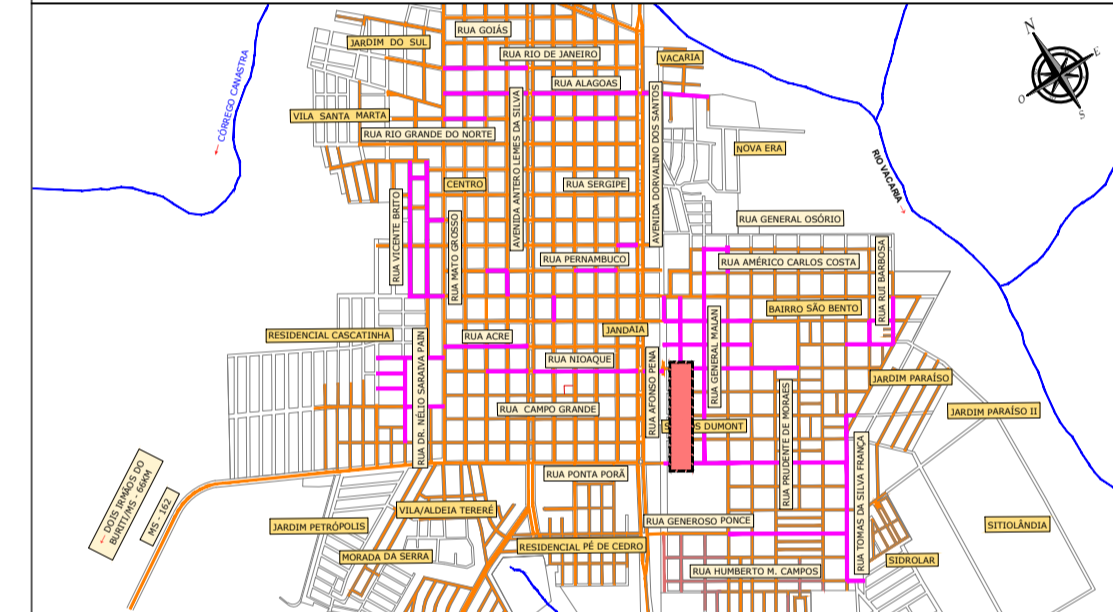 RUA GOIÁS
JARDIM DO SUL
RUA RIO DE JANEIRO
VACARIA
RUA ALAGOAS
N
E
O
S
← CÓRREGO CANASTRA
VILA SANTA MARTA
RUA RIO GRANDE DO NORTE
AVENIDA ANTERO LEMES DA SILVA
AVENIDA DORVALINO DOS SANTOS
NOVA ERA
RIO VACARIA →
CENTRO
RUA SERGIPE
RUA VICENTE BRITO
RUA MATO GROSSO
RUA GENERAL OSÓRIO
RUA PERNAMBUCO
RUA AMÉRICO CARLOS COSTA
RUA RUI BARBOSA
BAIRRO SÃO BENTO
RESIDENCIAL CASCATINHA
RUA ACRE
JANDAIA
RUA GENERAL MALAN
RUA DR. NÉLIO SARAIVA PAIN
RUA NIOAQUE
RUA AFONSO PENA
JARDIM PARAÍSO
RUA CAMPO GRANDE
DUMONT
RUA PRUDENTE DE MORAES
JARDIM PARAÍSO II
RUA TOMAS DA SILVA FRANÇA
← DOIS IRMÃOS DO
BURITI/MS - 66KM
MS - 162
RUA PONTA PORÃ
VILA/ALDEIA TERERÉ
JARDIM PETRÓPOLIS
RUA GENEROSO PONCE
SITIOLÂNDIA
MORADA DA SERRA
RESIDENCIAL PÉ DE CEDRO
RUA HUMBERTO M. CAMPOS
SIDROLAR